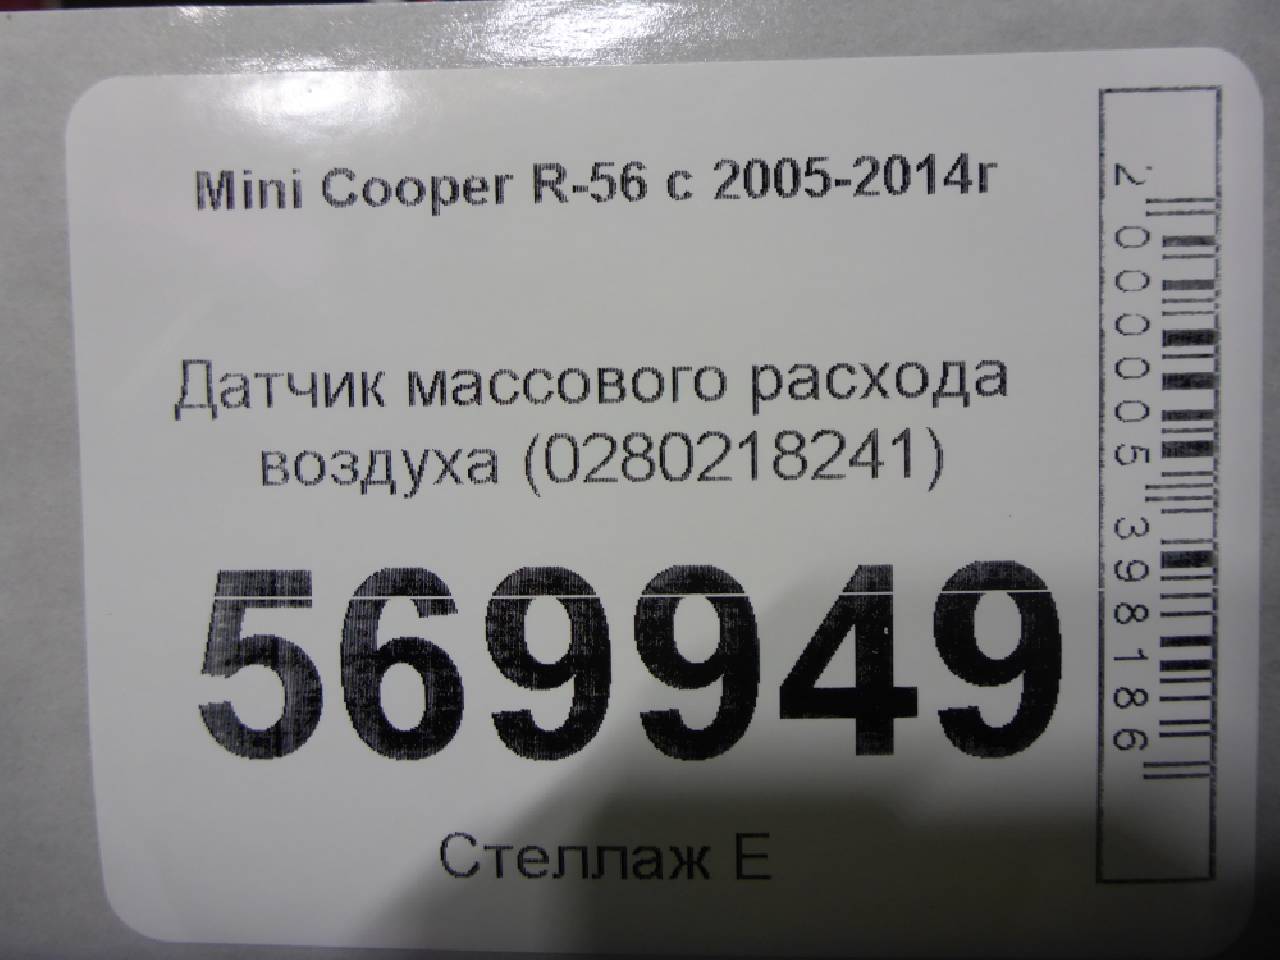 Mini Cooper R-56 с 2005-2014г
Датчик массового расхода
воздуха (0280218241)
569949
Стеллаж Е
2000005398186